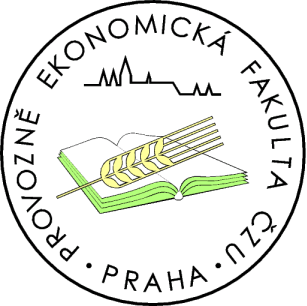 PROVOZNĚ EKONOMICKÁ FAKULTA ČZU
• PRAHA •